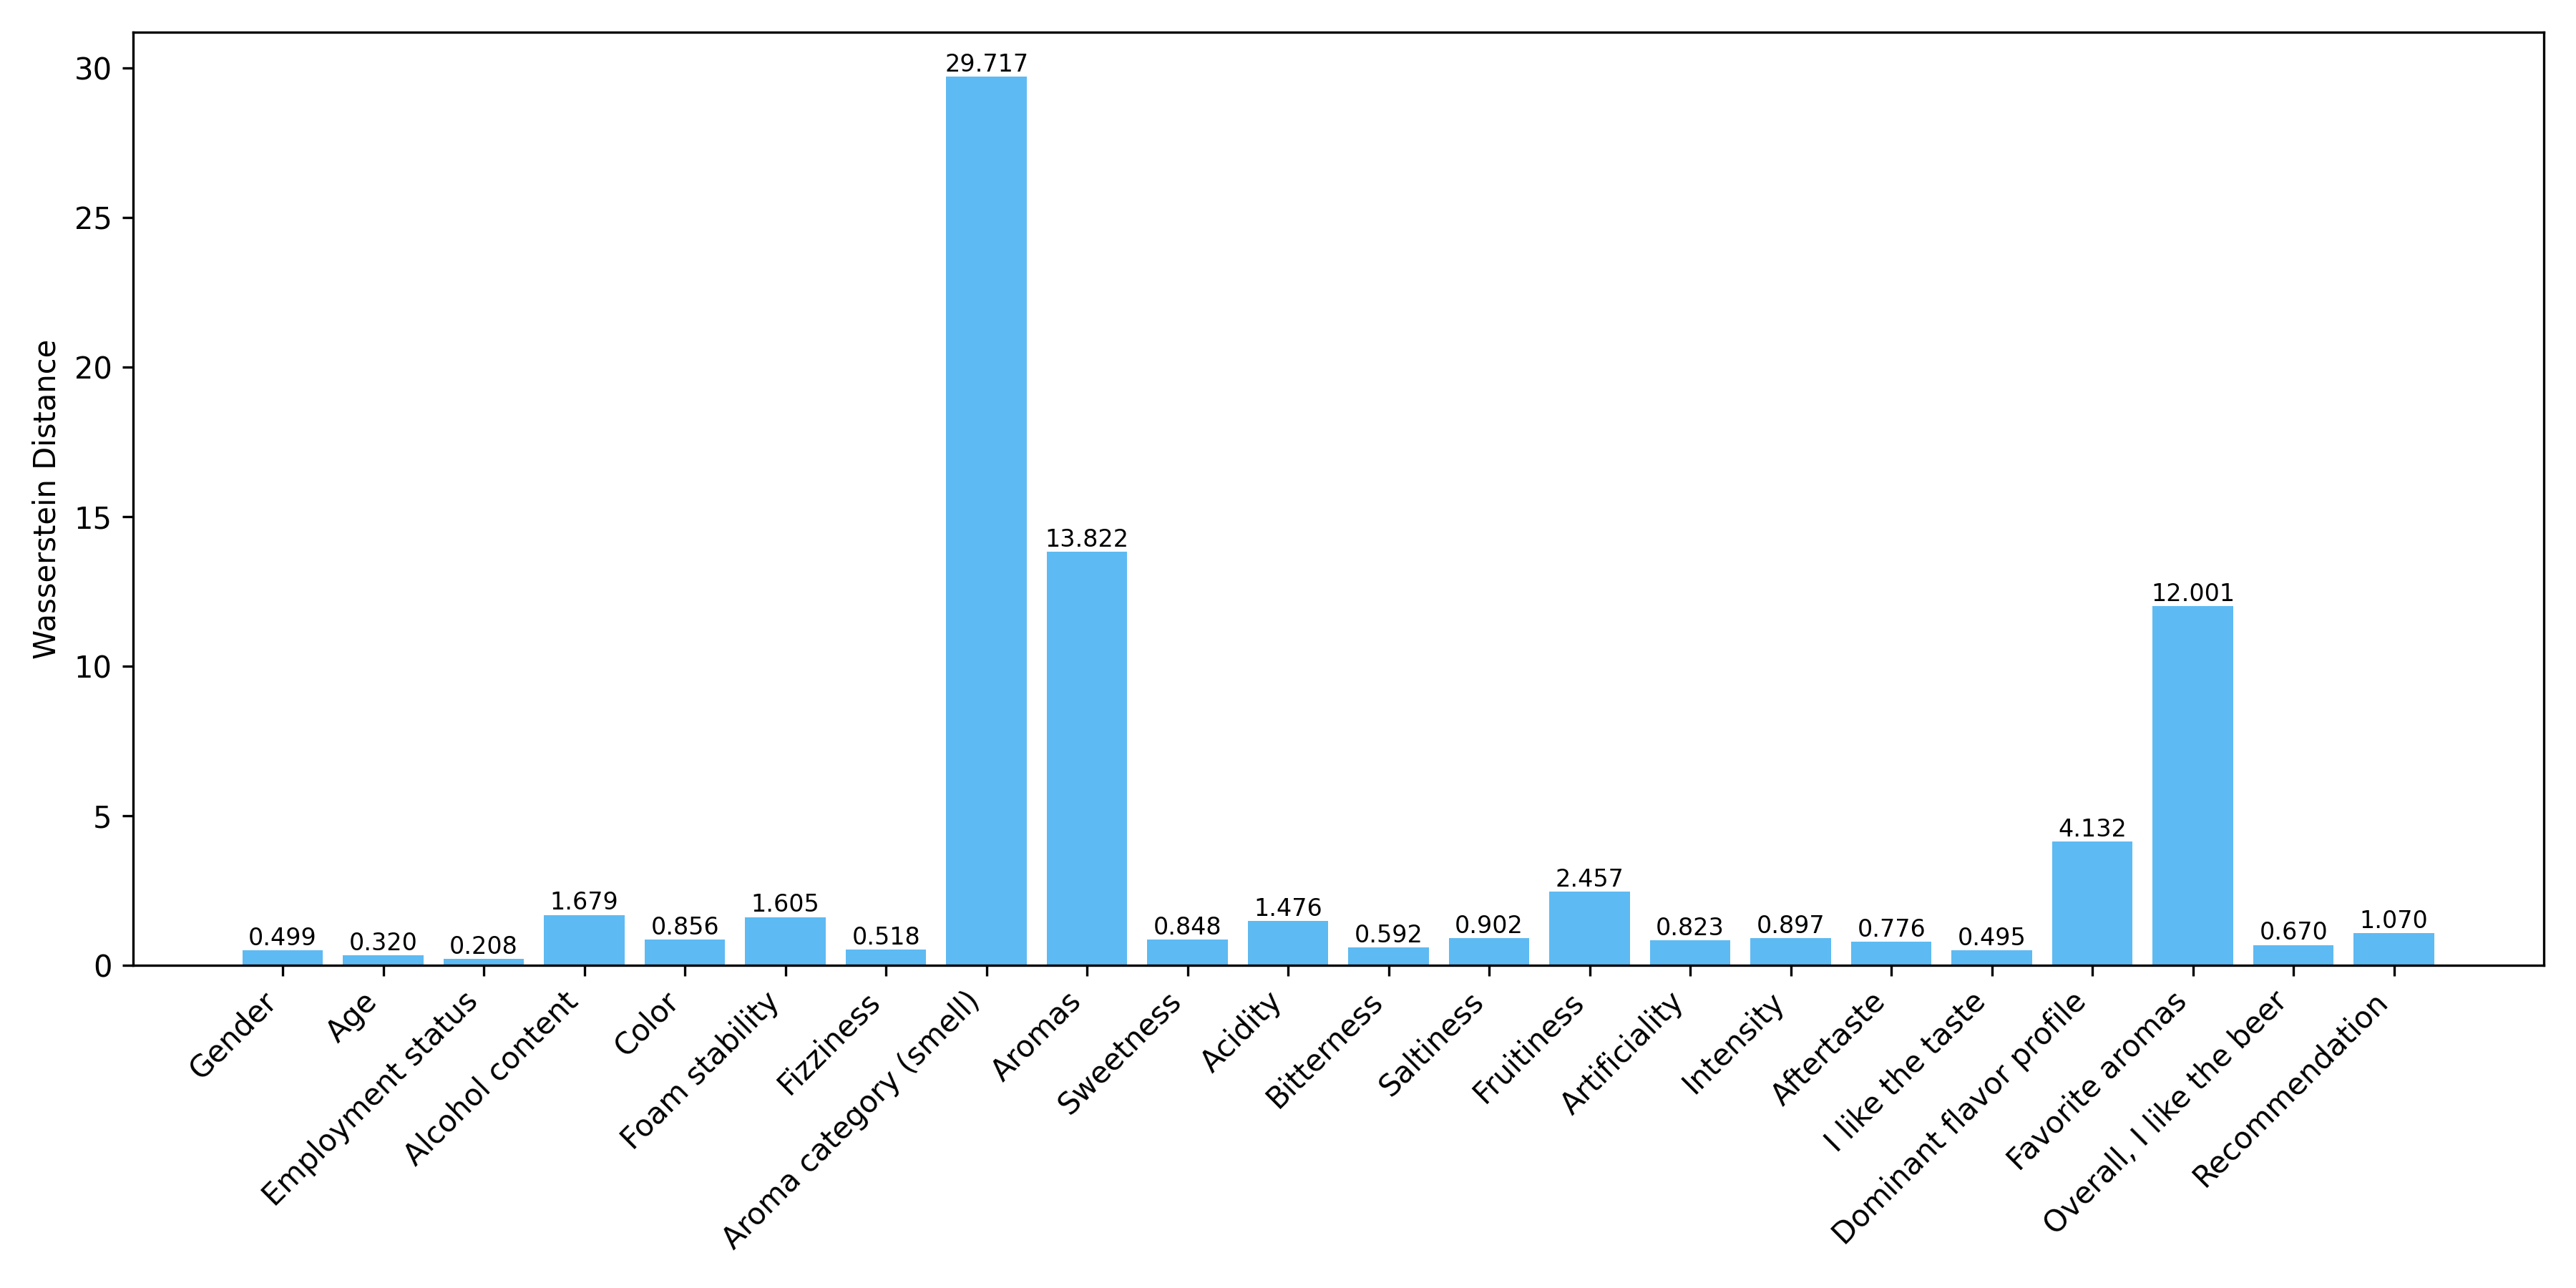 Wasserstein Distance
30
25
20
15
10
5
0
0.499
0.320
0.208
1.679
0.856
1.605
0.518
29.717
13.822
0.848
1.476
0.592
0.902
2.457
0.823
0.897
0.776
0.495
4.132
12.001
0.670
1.070
Gender
Age
Employment status
Alcohol content
Color
Foam stability
Fizziness
Aroma category (smell)
Aromas
Sweetness
Acidity
Bitterness
Saltiness
Fruitiness
Artificiality
Intensity
Aftertaste
I like the taste
Dominant flavor profile
Favorite aromas
Overall, I like the beer
Recommendation